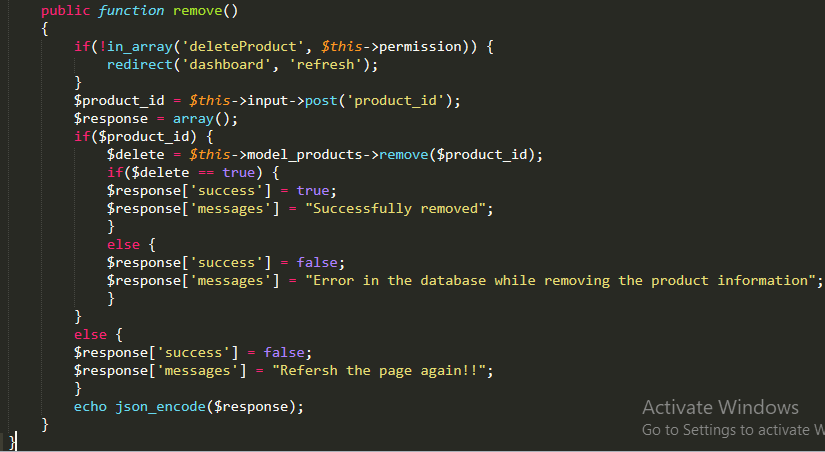 public function remove()
{
if(!in_array('deleteProduct', $this->permission)) {
redirect('dashboard', 'refresh');
}
$product_id = $this->input->post('product_id');
$response = array();
if($product_id) {
$delete = $this->model_products->remove($product_id);
if($delete == true) {
$response['success'] = true;
$response['messages'] = "Successfully removed";
}
else {
$response['success'] = false;
$response['messages'] = "Error in the database while removing the product information";
}
}
else {
$response['success'] = false;
$response['messages'] = "Refersh the page again!!";
}
echo json_encode($response);
}
}
Activate Windows
Go to Settings to activate W